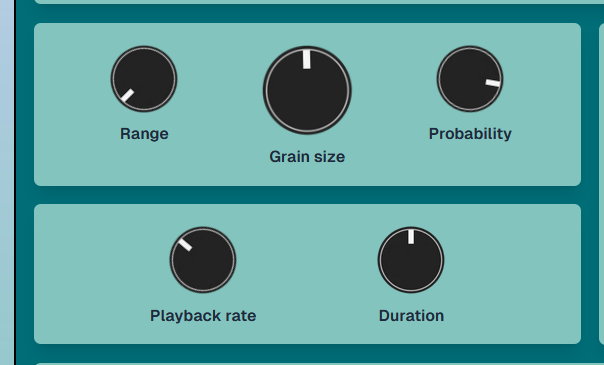 Range
Grain size
Probability
Playback rate
Duration